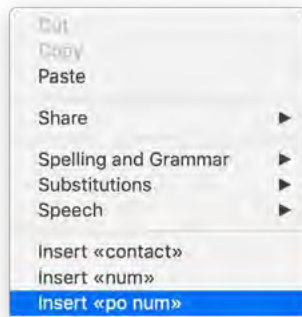 Cut
Copy
Paste
Share
Spelling and Grammar
Substitutions
Speech
Insert «contact»
Insert «num»
Insert «po num»